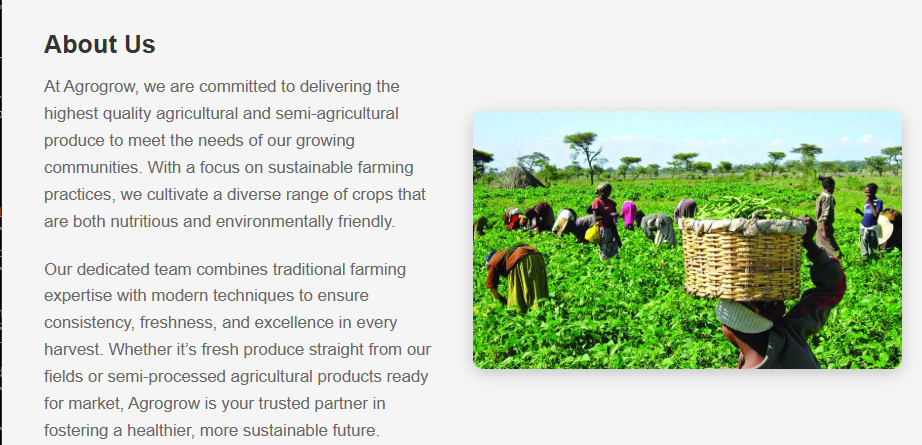 About Us
At Agrogrow, we are committed to delivering the
highest quality agricultural and semi-agricultural
produce to meet the needs of our growing
communities. With a focus on sustainable farming
practices, we cultivate a diverse range of crops that
are both nutritious and environmentally friendly.
Our dedicated team combines traditional farming
expertise with modern techniques to ensure
consistency, freshness, and excellence in every
harvest. Whether it’s fresh produce straight from our
fields or semi-processed agricultural products ready
for market, Agrogrow is your trusted partner in
fostering a healthier, more sustainable future.